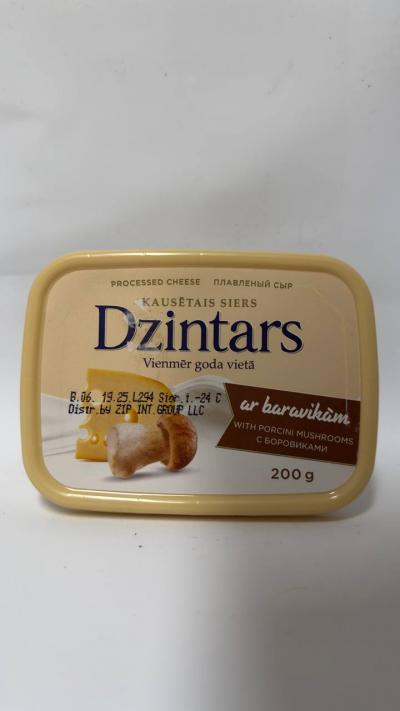 PROCESSED CHEESE ПЛАВЛЕНЫЙ СЫР
KAUSĒTAIS SIERS
Dzintars
Vienmēr goda vietā
B.06. 19.25.L294 Stor.t.-24 C
Distr.by ZIP INT.GROUP LLC
ar baravikām
WITH PORCINI MUSHROOMS
С БОРОВИКАМИ
200 g